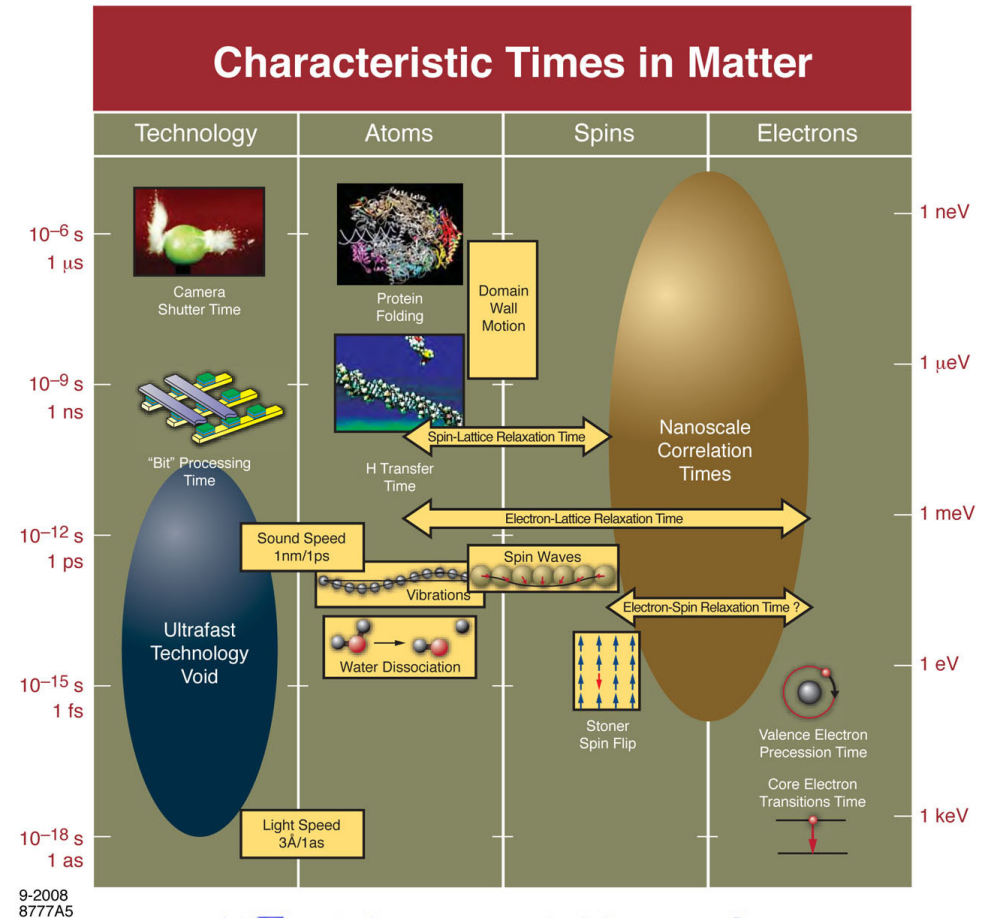 Characteristic Times in Matter
Technology
Atoms
Spins
Electrons
10⁻⁶ s
1 μs
10⁻⁹ s
1 ns
10⁻¹² s
1 ps
10⁻¹⁵ s
1 fs
10⁻¹⁸ s
1 as
Camera
Shutter Time
"Bit" Processing
Time
Ultrafast
Technology
Void
Sound Speed
1nm/1ps
Light Speed
3Å/1as
Protein
Folding
H Transfer
Time
Vibrations
Water Dissociation
Domain
Wall
Motion
Spin-Lattice Relaxation Time
Electron-Lattice Relaxation Time
Spin Waves
Electron-Spin Relaxation Time ?
Stoner
Spin Flip
Nanoscale
Correlation
Times
Valence Electron
Precession Time
Core Electron
Transitions Time
1 neV
1 μeV
1 meV
1 eV
1 keV
9-2008
8777A5